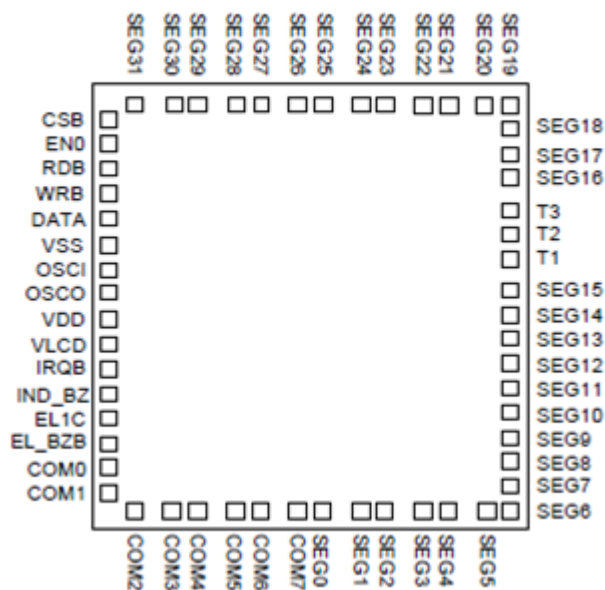 SEG31
SEG30
SEG29
SEG28
SEG27
SEG26
SEG25
SEG24
SEG23
SEG22
SEG21
SEG20
SEG19
CSB
EN0
RDB
WRB
DATA
VSS
OSCI
OSCO
VDD
VLCD
IRQB
IND_BZ
EL1C
EL_BZB
COM0
COM1
SEG18
SEG17
SEG16
T3
T2
T1
SEG15
SEG14
SEG13
SEG12
SEG11
SEG10
SEG9
SEG8
SEG7
SEG6
COM2
COM3
COM4
COM5
COM6
COM7
SEG0
SEG1
SEG2
SEG3
SEG4
SEG5